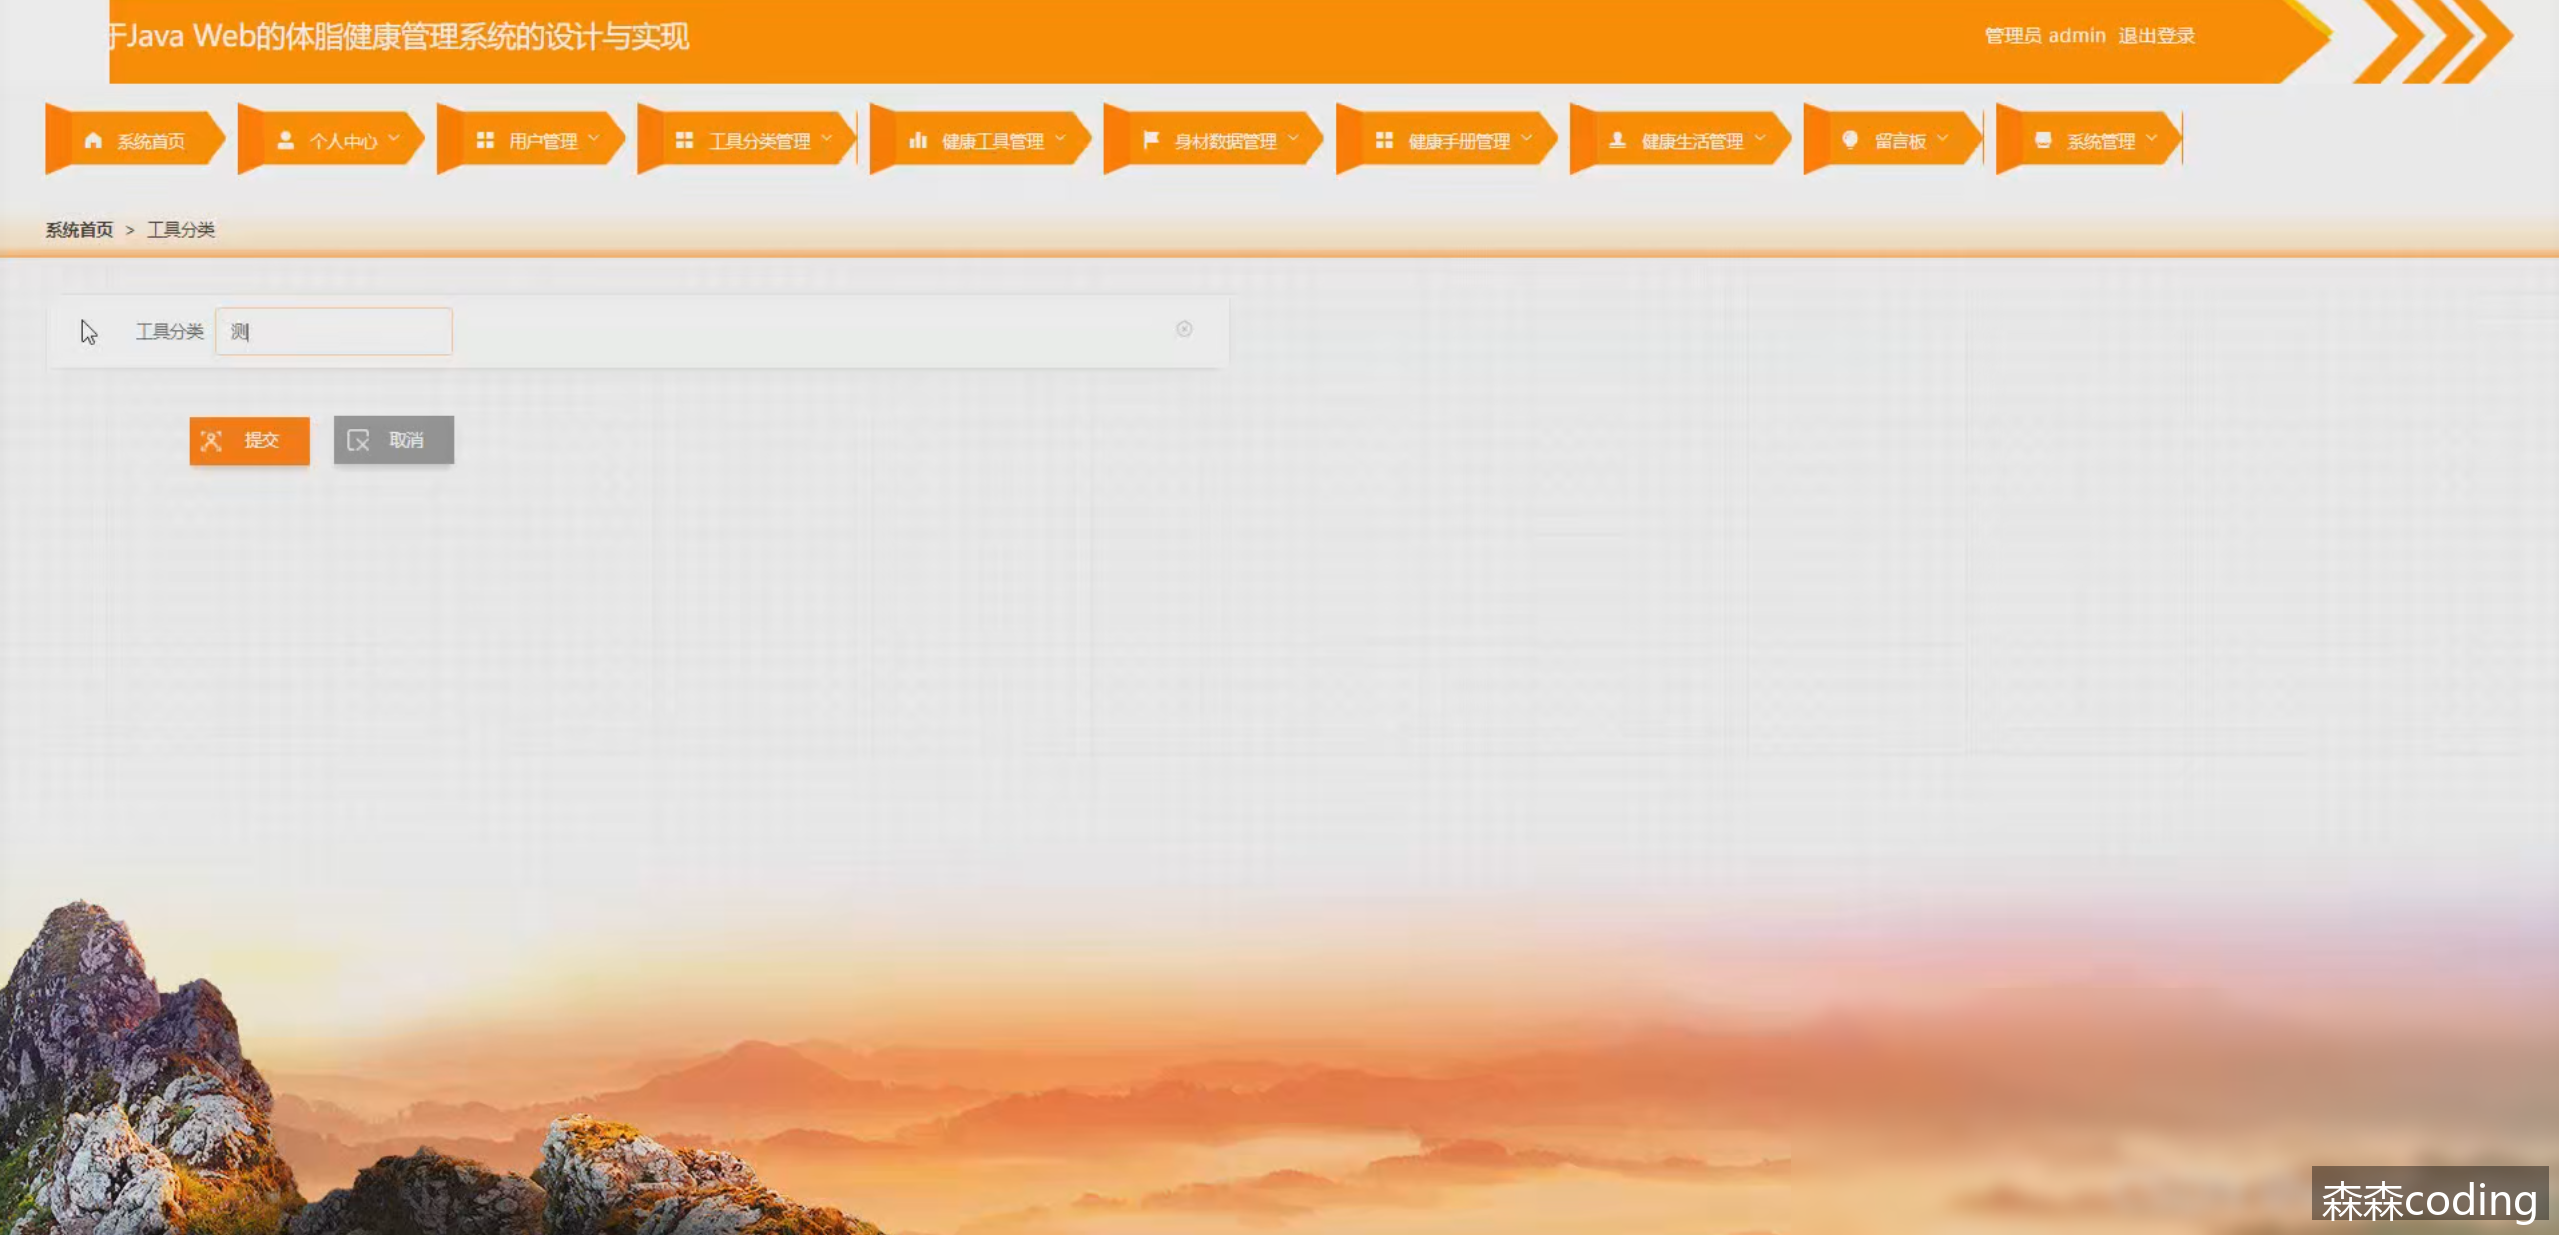 于Java Web的体脂健康管理系统的设计与实现
管理员 admin 退出登录
系统首页 个人中心 用户管理 工具分类管理 健康工具管理 身材数据管理 健康手册管理 健康生活管理 留言板 系统管理
系统首页 > 工具分类
工具分类 测
提交 取消
森森coding